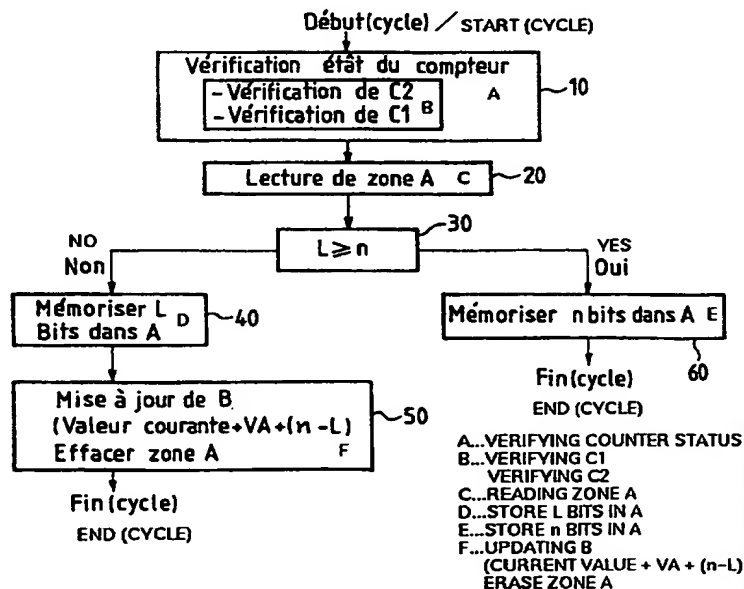 Début(cycle) / START (CYCLE)
Vérification étât du compteur
A
10
-Vérification de C2
-Vérification de C1 B
Lecture de zone A C
20
30
L ≥ n
NO
Non
YES
Oui
Mémoriser L
Bits dans A D
40
Mémoriser n bits dans A E
60
Mise à jour de B
(Valeur courante+VA+(n-L)
Effacer zone A F
50
Fin(cycle)
END (CYCLE)
Fin(cycle)
END (CYCLE)
A...VERIFYING COUNTER STATUS
B...VERIFYING C1
VERIFYING C2
C...READING ZONE A
D...STORE L BITS IN A
E...STORE n BITS IN A
F...UPDATING B
(CURRENT VALUE + VA + (n-L)
ERASE ZONE A